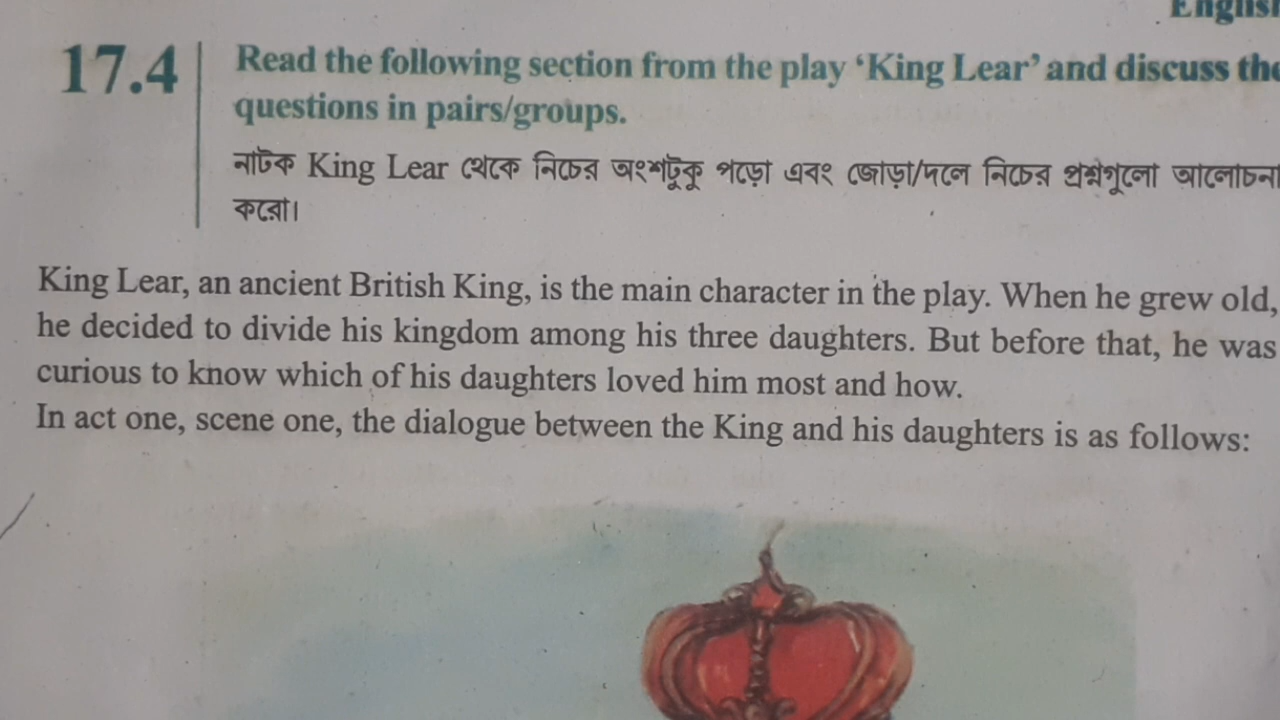 English
17.4
Read the following section from the play ‘King Lear’ and discuss the
questions in pairs/groups.
নাটক King Lear থেকে নিচের অংশটুকু পড়ো এবং জোড়া/দলে নিচের প্রশ্নগুলো আলোচনা
করো।
King Lear, an ancient British King, is the main character in the play. When he grew old,
he decided to divide his kingdom among his three daughters. But before that, he was
curious to know which of his daughters loved him most and how.
In act one, scene one, the dialogue between the King and his daughters is as follows: